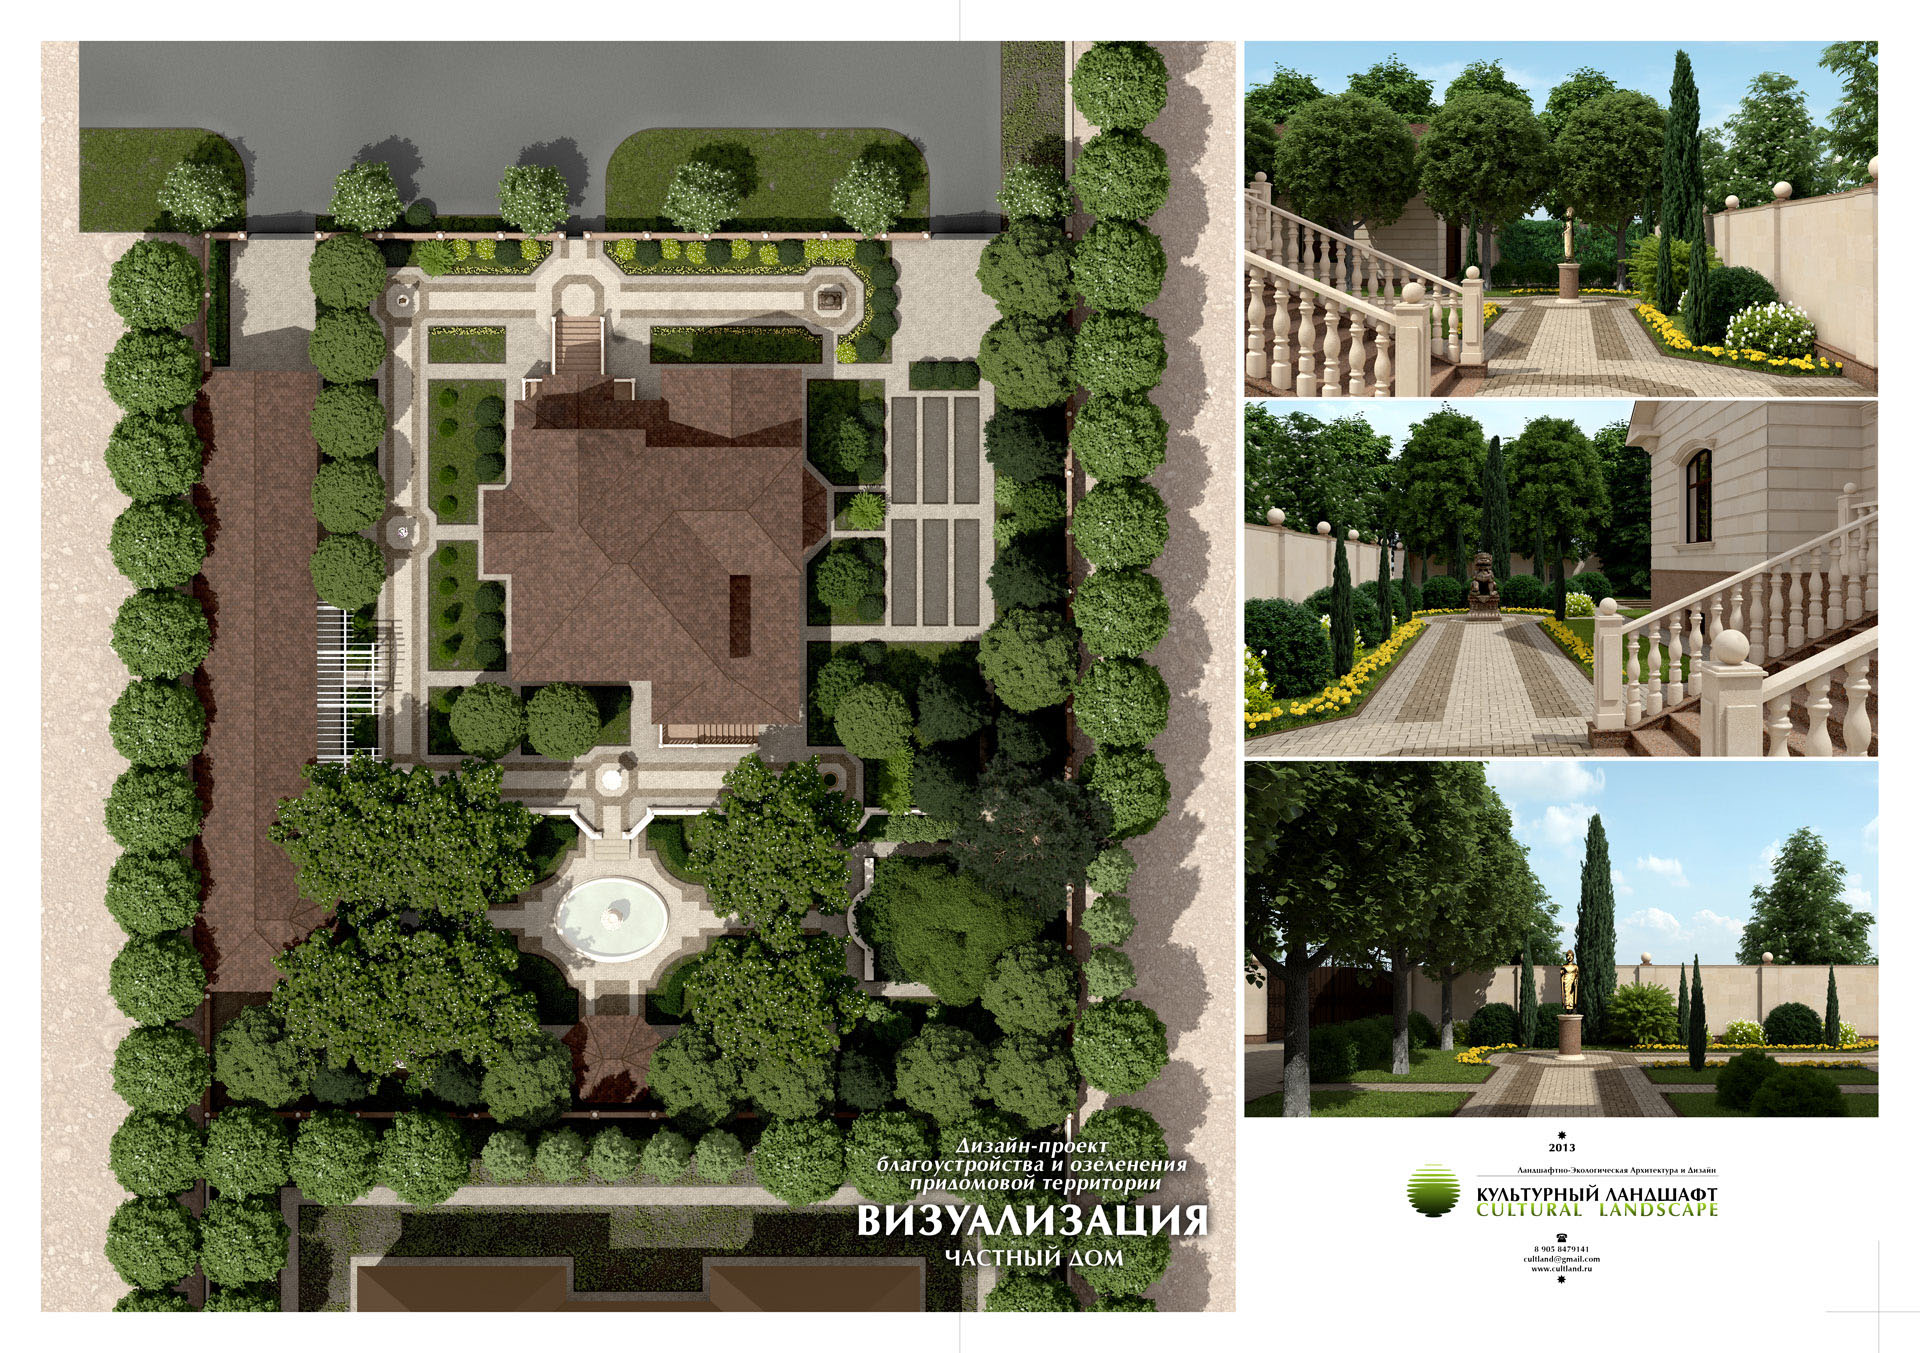 Дизайн-проект
благоустройства и озеленения
придомовой территории
ВИЗУАЛИЗАЦИЯ
ЧАСТНЫЙ ДОМ
2013
Ландшафтно-Экологическая Архитектура и Дизайн
КУЛЬТУРНЫЙ ЛАНДШАФТ
CULTURAL LANDSCAPE
8 905 8479141
cultland@gmail.com
www.cultland.ru